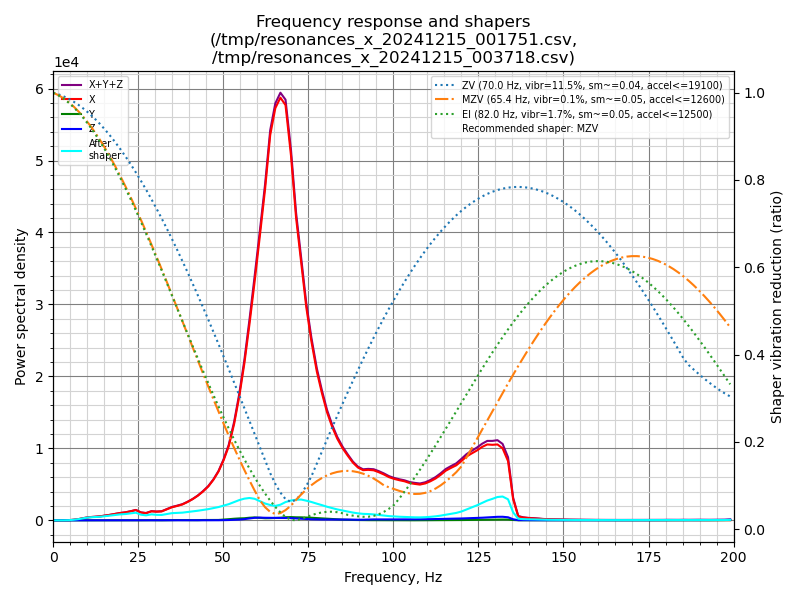 Frequency response and shapers
(/tmp/resonances_x_20241215_001751.csv,
/tmp/resonances_x_20241215_003718.csv)
1e4
X+Y+Z
X
Y
Z
After
shaper
ZV (70.0 Hz, vibr=11.5%, sm~=0.04, accel<=19100)
MZV (65.4 Hz, vibr=0.1%, sm~=0.05, accel<=12600)
EI (82.0 Hz, vibr=1.7%, sm~=0.05, accel<=12500)
Recommended shaper: MZV
Power spectral density
6
5
4
3
2
1
0
1.0
0.8
0.6
0.4
0.2
0.0
Shaper vibration reduction (ratio)
0 25 50 75 100 125 150 175 200
Frequency, Hz